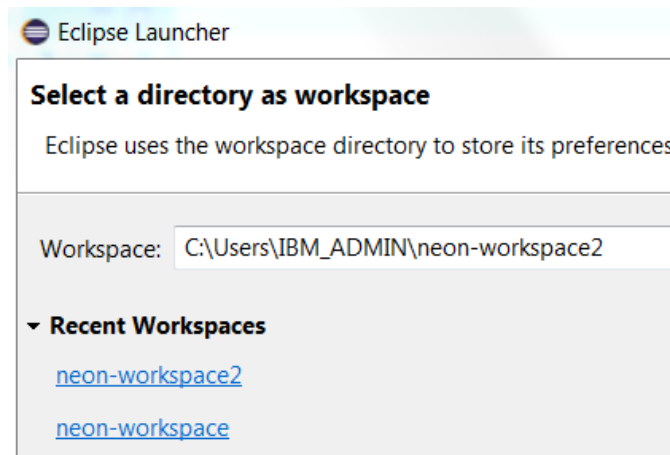 Eclipse Launcher
Select a directory as workspace
Eclipse uses the workspace directory to store its preferences
Workspace: C:\Users\IBM_ADMIN\neon-workspace2
Recent Workspaces
neon-workspace2
neon-workspace